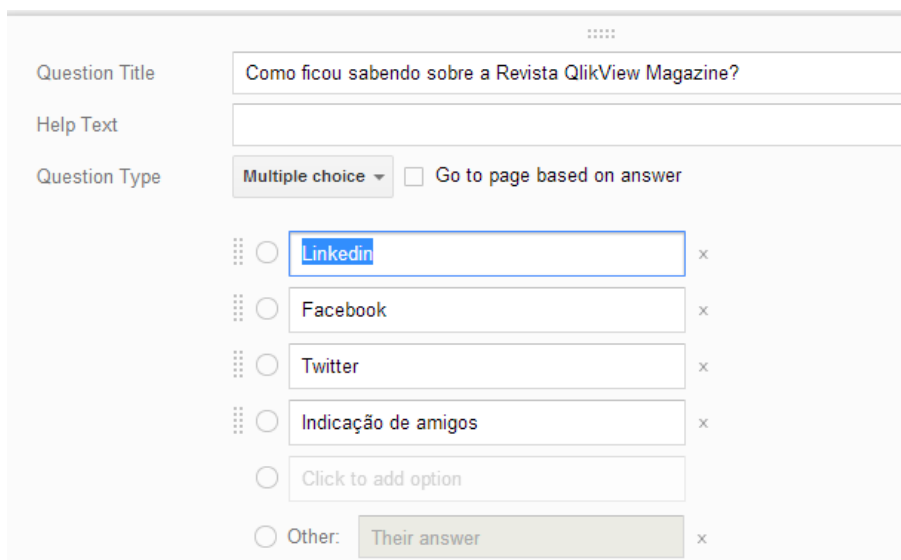 Question Title Como ficou sabendo sobre a Revista QlikView Magazine?
Help Text
Question Type Multiple choice Go to page based on answer
Linkedin x
Facebook x
Twitter x
Indicação de amigos x
Click to add option
Other: Their answer x